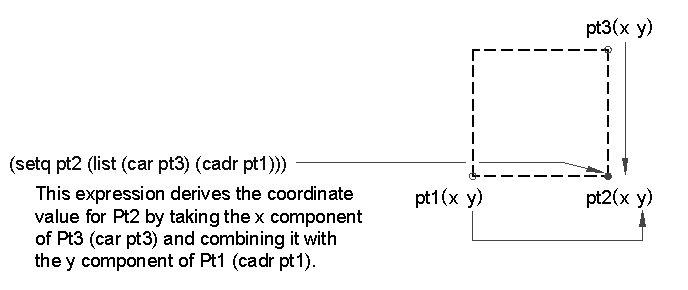 pt3(x y)
(setq pt2 (list (car pt3) (cadr pt1)))
This expression derives the coordinate
value for Pt2 by taking the x component
of Pt3 (car pt3) and combining it with
the y component of Pt1 (cadr pt1).
pt1(x y)
pt2(x y)